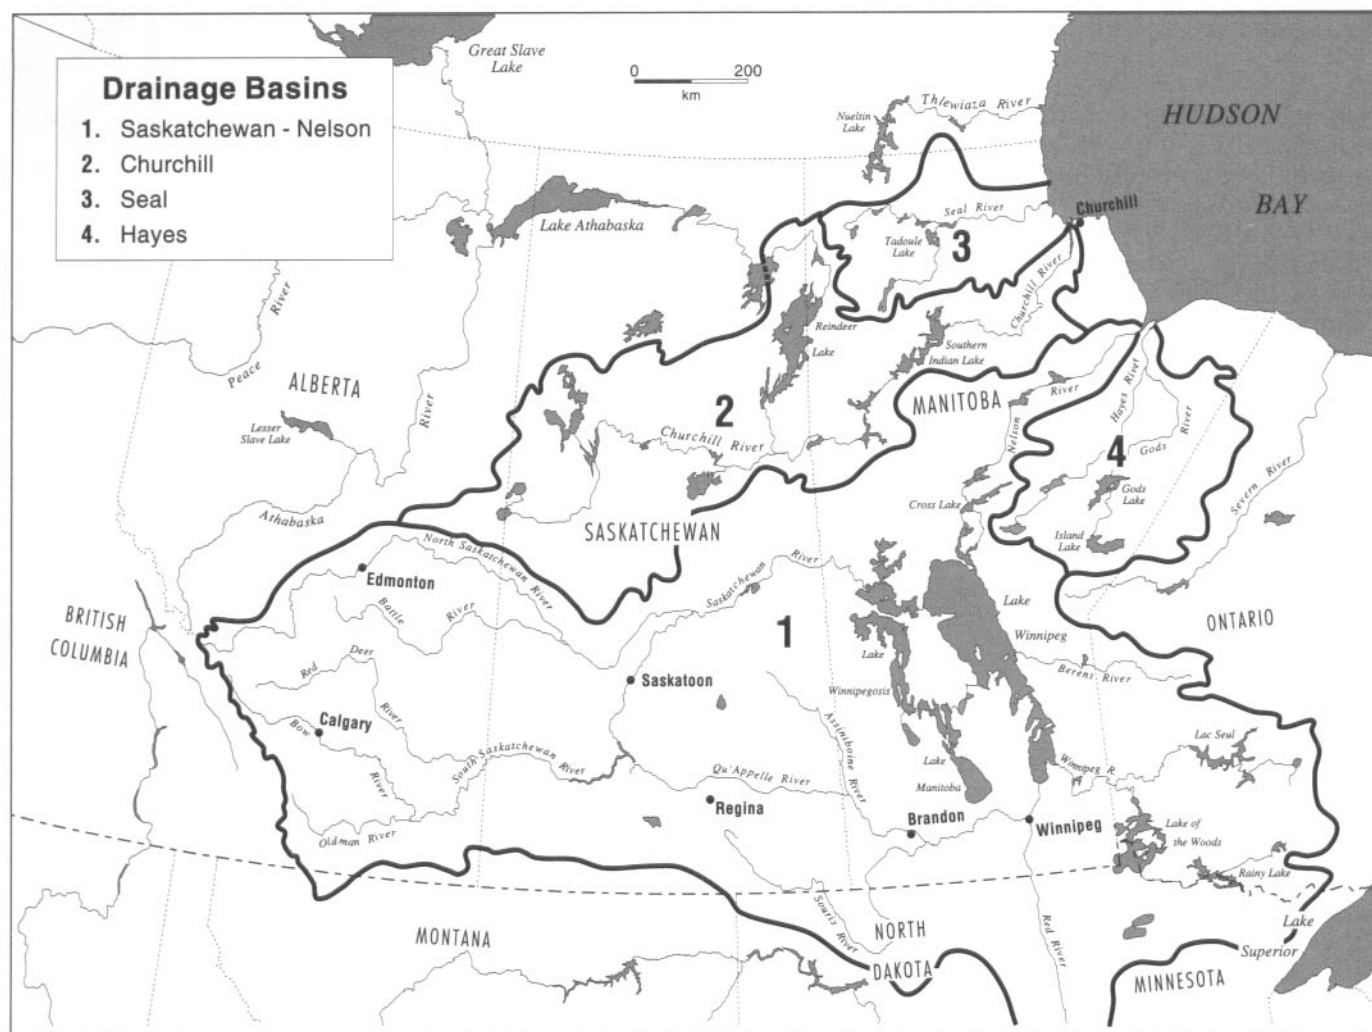 Drainage Basins
1. Saskatchewan - Nelson
2. Churchill
3. Seal
4. Hayes
Great Slave
Lake
0 200
km
Thlewiaza River
Nueltin
Lake
HUDSON
BAY
Churchill
Seal River
Tadoule
Lake
3
Lake Athabaska
Churchill River
Reindeer
Lake
Southern
Indian Lake
River
Peace
ALBERTA
River
Lesser
Slave Lake
2
Churchill River
MANITOBA
River
Nelson
Hayes River
Gods
River
4
Gods
Lake
Island
Lake
Severn River
Cross Lake
Athabaska
SASKATCHEWAN
North Saskatchewan River
Edmonton
Battle
River
Saskatchewan
River
1
Lake
Winnipeg
Lake
Winnipegosis
Berens River
ONTARIO
BRITISH
COLUMBIA
Red
Deer
River
Saskatoon
Calgary
Bow
River
South Saskatchewan River
Assiniboine River
Qu'Appelle River
Regina
Lake
Manitoba
Winnipeg R.
Lac Seul
Oldman River
Brandon
Winnipeg
Lake of
the Woods
Rainy Lake
Souris River
Red River
MONTANA
NORTH
DAKOTA
MINNESOTA
Lake
Superior